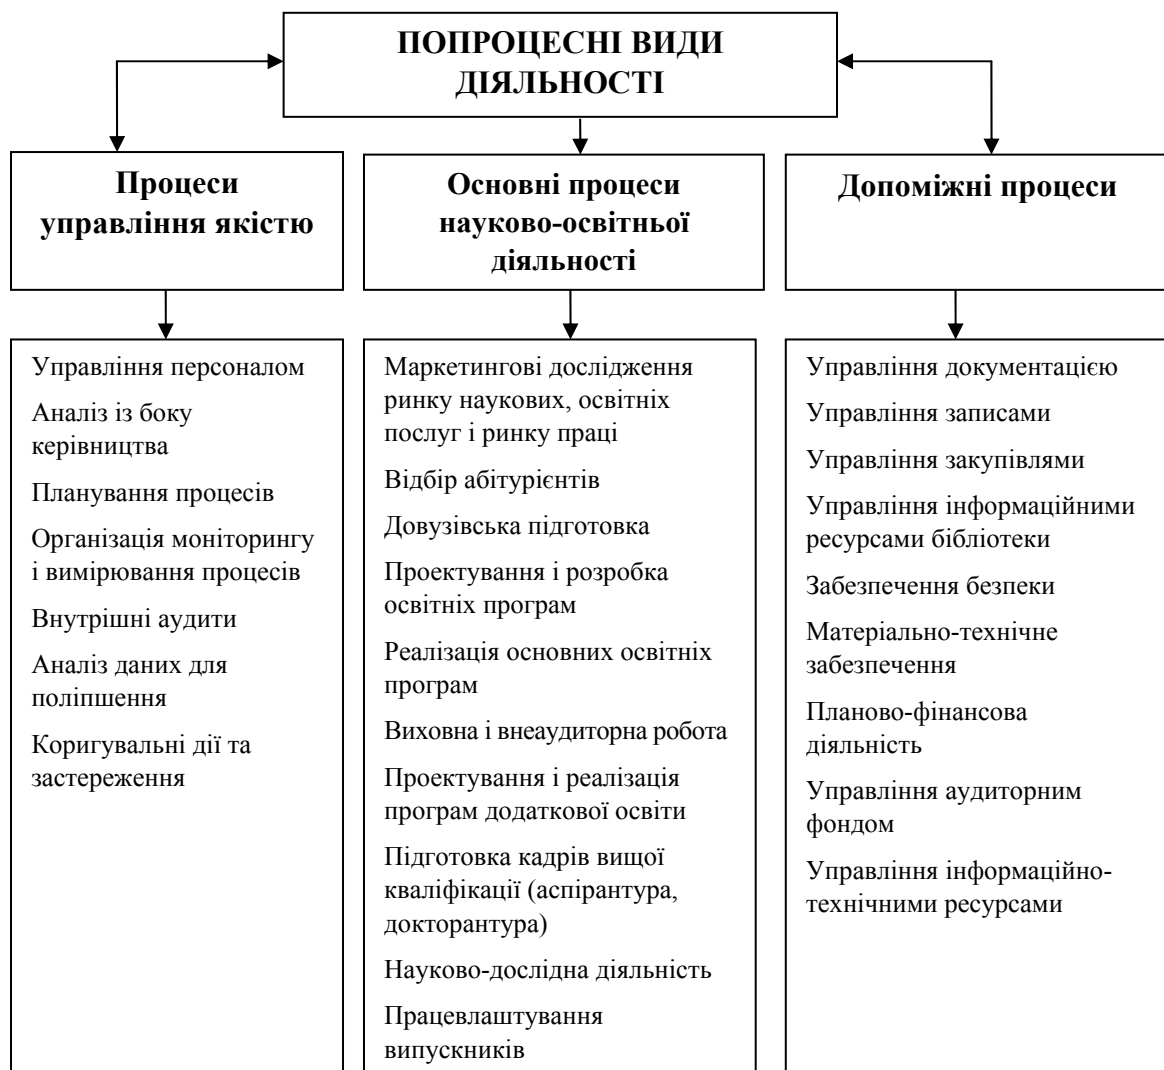 ПОПРОЦЕСНІ ВИДИ
ДІЯЛЬНОСТІ
Процеси
управління якістю
Основні процеси
науково-освітньої
діяльності
Допоміжні процеси
Управління персоналом
Аналіз із боку
керівництва
Планування процесів
Організація моніторингу
і вимірювання процесів
Внутрішні аудити
Аналіз даних для
поліпшення
Коригувальні дії та
застереження
Маркетингові дослідження
ринку наукових, освітніх
послуг і ринку праці
Відбір абітурієнтів
Довузівська підготовка
Проектування і розробка
освітніх програм
Реалізація основних освітніх
програм
Виховна і внеаудиторна робота
Проектування і реалізація
програм додаткової освіти
Підготовка кадрів вищої
кваліфікації (аспірантура,
докторантура)
Науково-дослідна діяльність
Працевлаштування
випускників
Управління документацією
Управління записами
Управління закупівлями
Управління інформаційними
ресурсами бібліотеки
Забезпечення безпеки
Матеріально-технічне
забезпечення
Планово-фінансова
діяльність
Управління аудиторним
фондом
Управління інформаційно-
технічними ресурсами